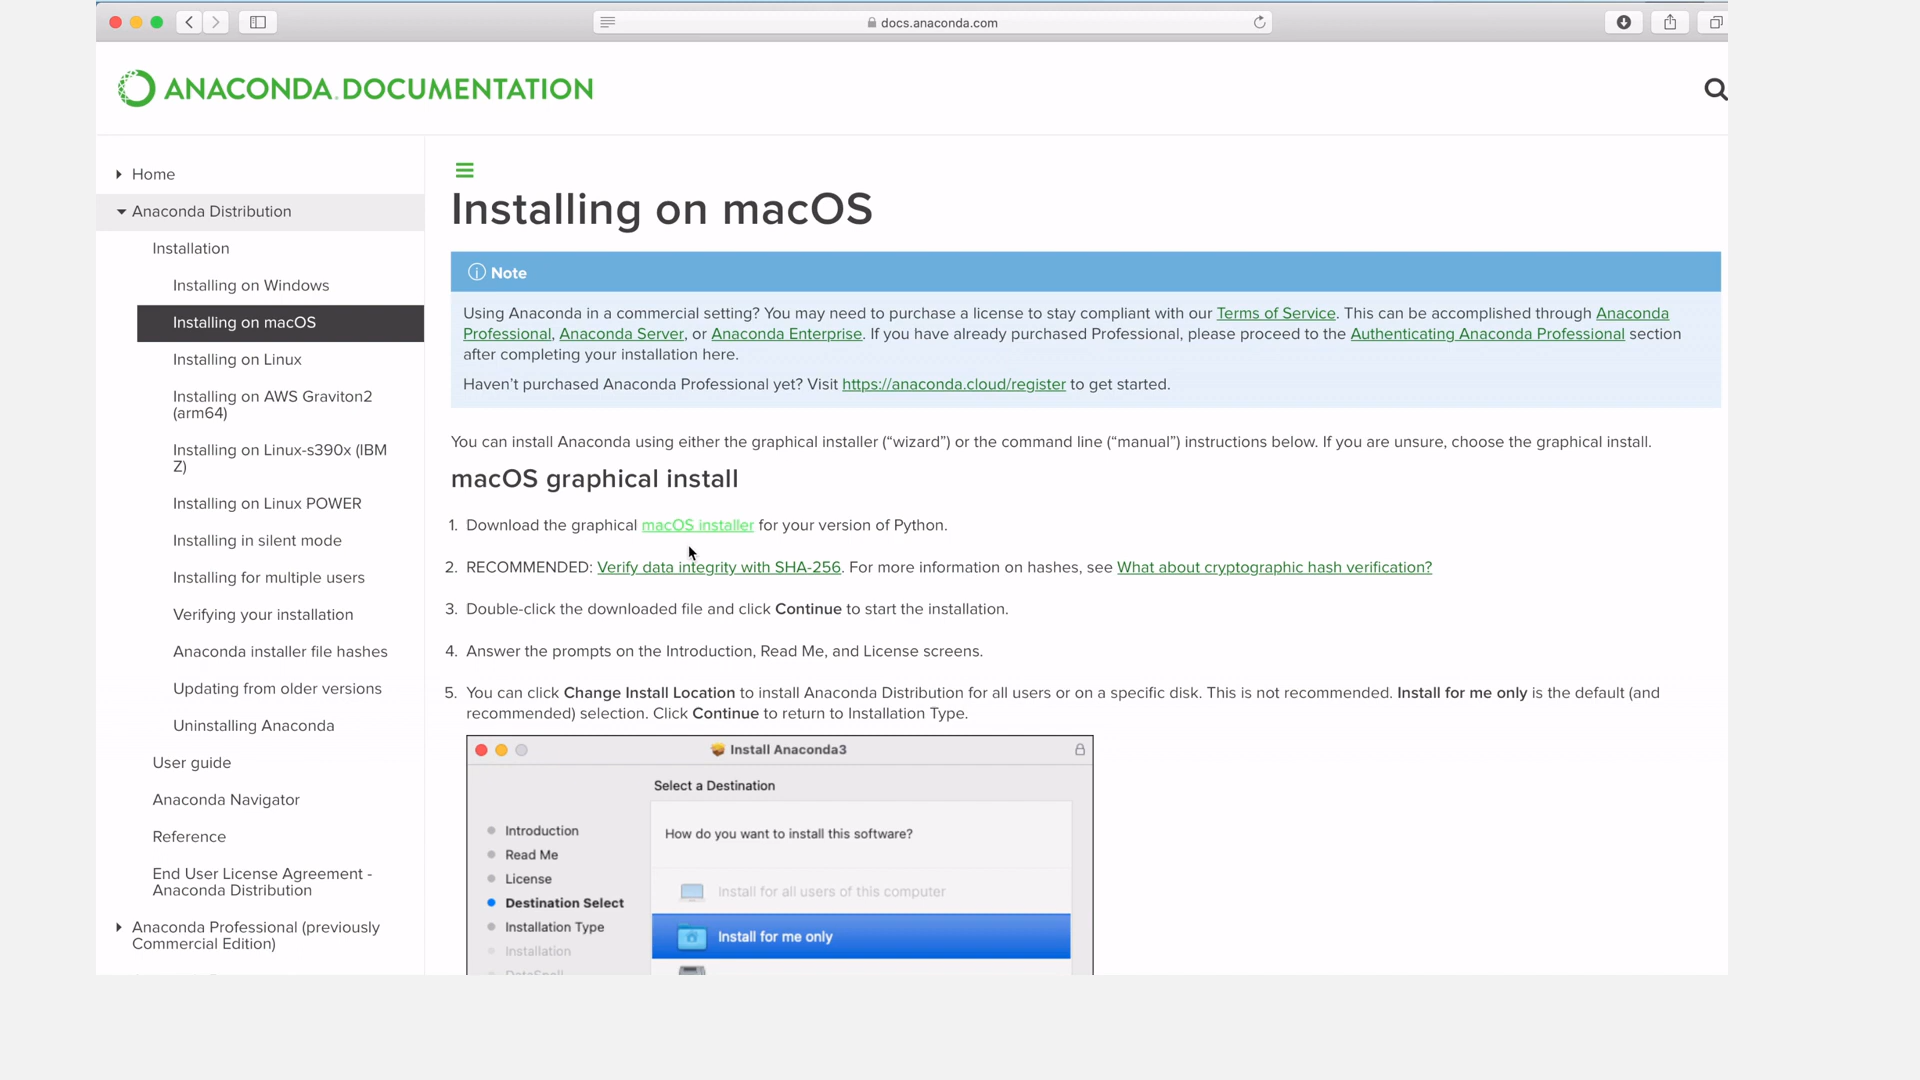 docs.anaconda.com
ANACONDA.DOCUMENTATION
Home
Anaconda Distribution
Installation
Installing on Windows
Installing on macOS
Installing on Linux
Installing on AWS Graviton2
(arm64)
Installing on Linux-s390x (IBM
Z)
Installing on Linux POWER
Installing in silent mode
Installing for multiple users
Verifying your installation
Anaconda installer file hashes
Updating from older versions
Uninstalling Anaconda
User guide
Anaconda Navigator
Reference
End User License Agreement -
Anaconda Distribution
Anaconda Professional (previously
Commercial Edition)
Installing on macOS
Note
Using Anaconda in a commercial setting? You may need to purchase a license to stay compliant with our Terms of Service. This can be accomplished through Anaconda
Professional, Anaconda Server, or Anaconda Enterprise. If you have already purchased Professional, please proceed to the Authenticating Anaconda Professional section
after completing your installation here.
Haven’t purchased Anaconda Professional yet? Visit https://anaconda.cloud/register to get started.
You can install Anaconda using either the graphical installer (“wizard”) or the command line (“manual”) instructions below. If you are unsure, choose the graphical install.
macOS graphical install
1. Download the graphical macOS installer for your version of Python.
2. RECOMMENDED: Verify data integrity with SHA-256. For more information on hashes, see What about cryptographic hash verification?
3. Double-click the downloaded file and click Continue to start the installation.
4. Answer the prompts on the Introduction, Read Me, and License screens.
5. You can click Change Install Location to install Anaconda Distribution for all users or on a specific disk. This is not recommended. Install for me only is the default (and
recommended) selection. Click Continue to return to Installation Type.
Install Anaconda3
Select a Destination
Introduction
Read Me
License
Destination Select
Installation Type
Installation
How do you want to install this software?
Install for all users of this computer
Install for me only